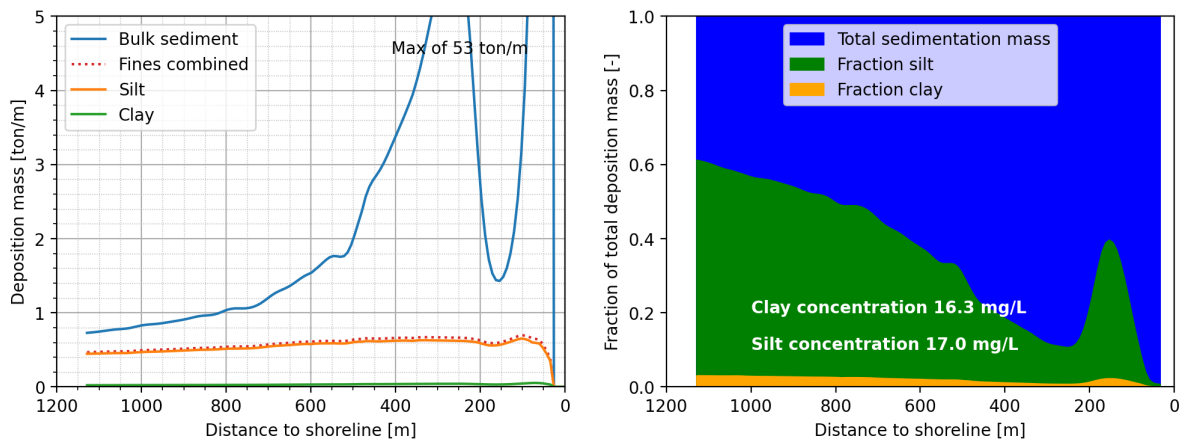 Deposition mass [ton/m]
5
4
3
2
1
0
Bulk sediment
Fines combined
Silt
Clay
Max of 53 ton/m
1200 1000 800 600 400 200 0
Distance to shoreline [m]
Fraction of total deposition mass [-]
1.0
0.8
0.6
0.4
0.2
0.0
Total sedimentation mass
Fraction silt
Fraction clay
Clay concentration 16.3 mg/L
Silt concentration 17.0 mg/L
1200 1000 800 600 400 200 0
Distance to shoreline [m]